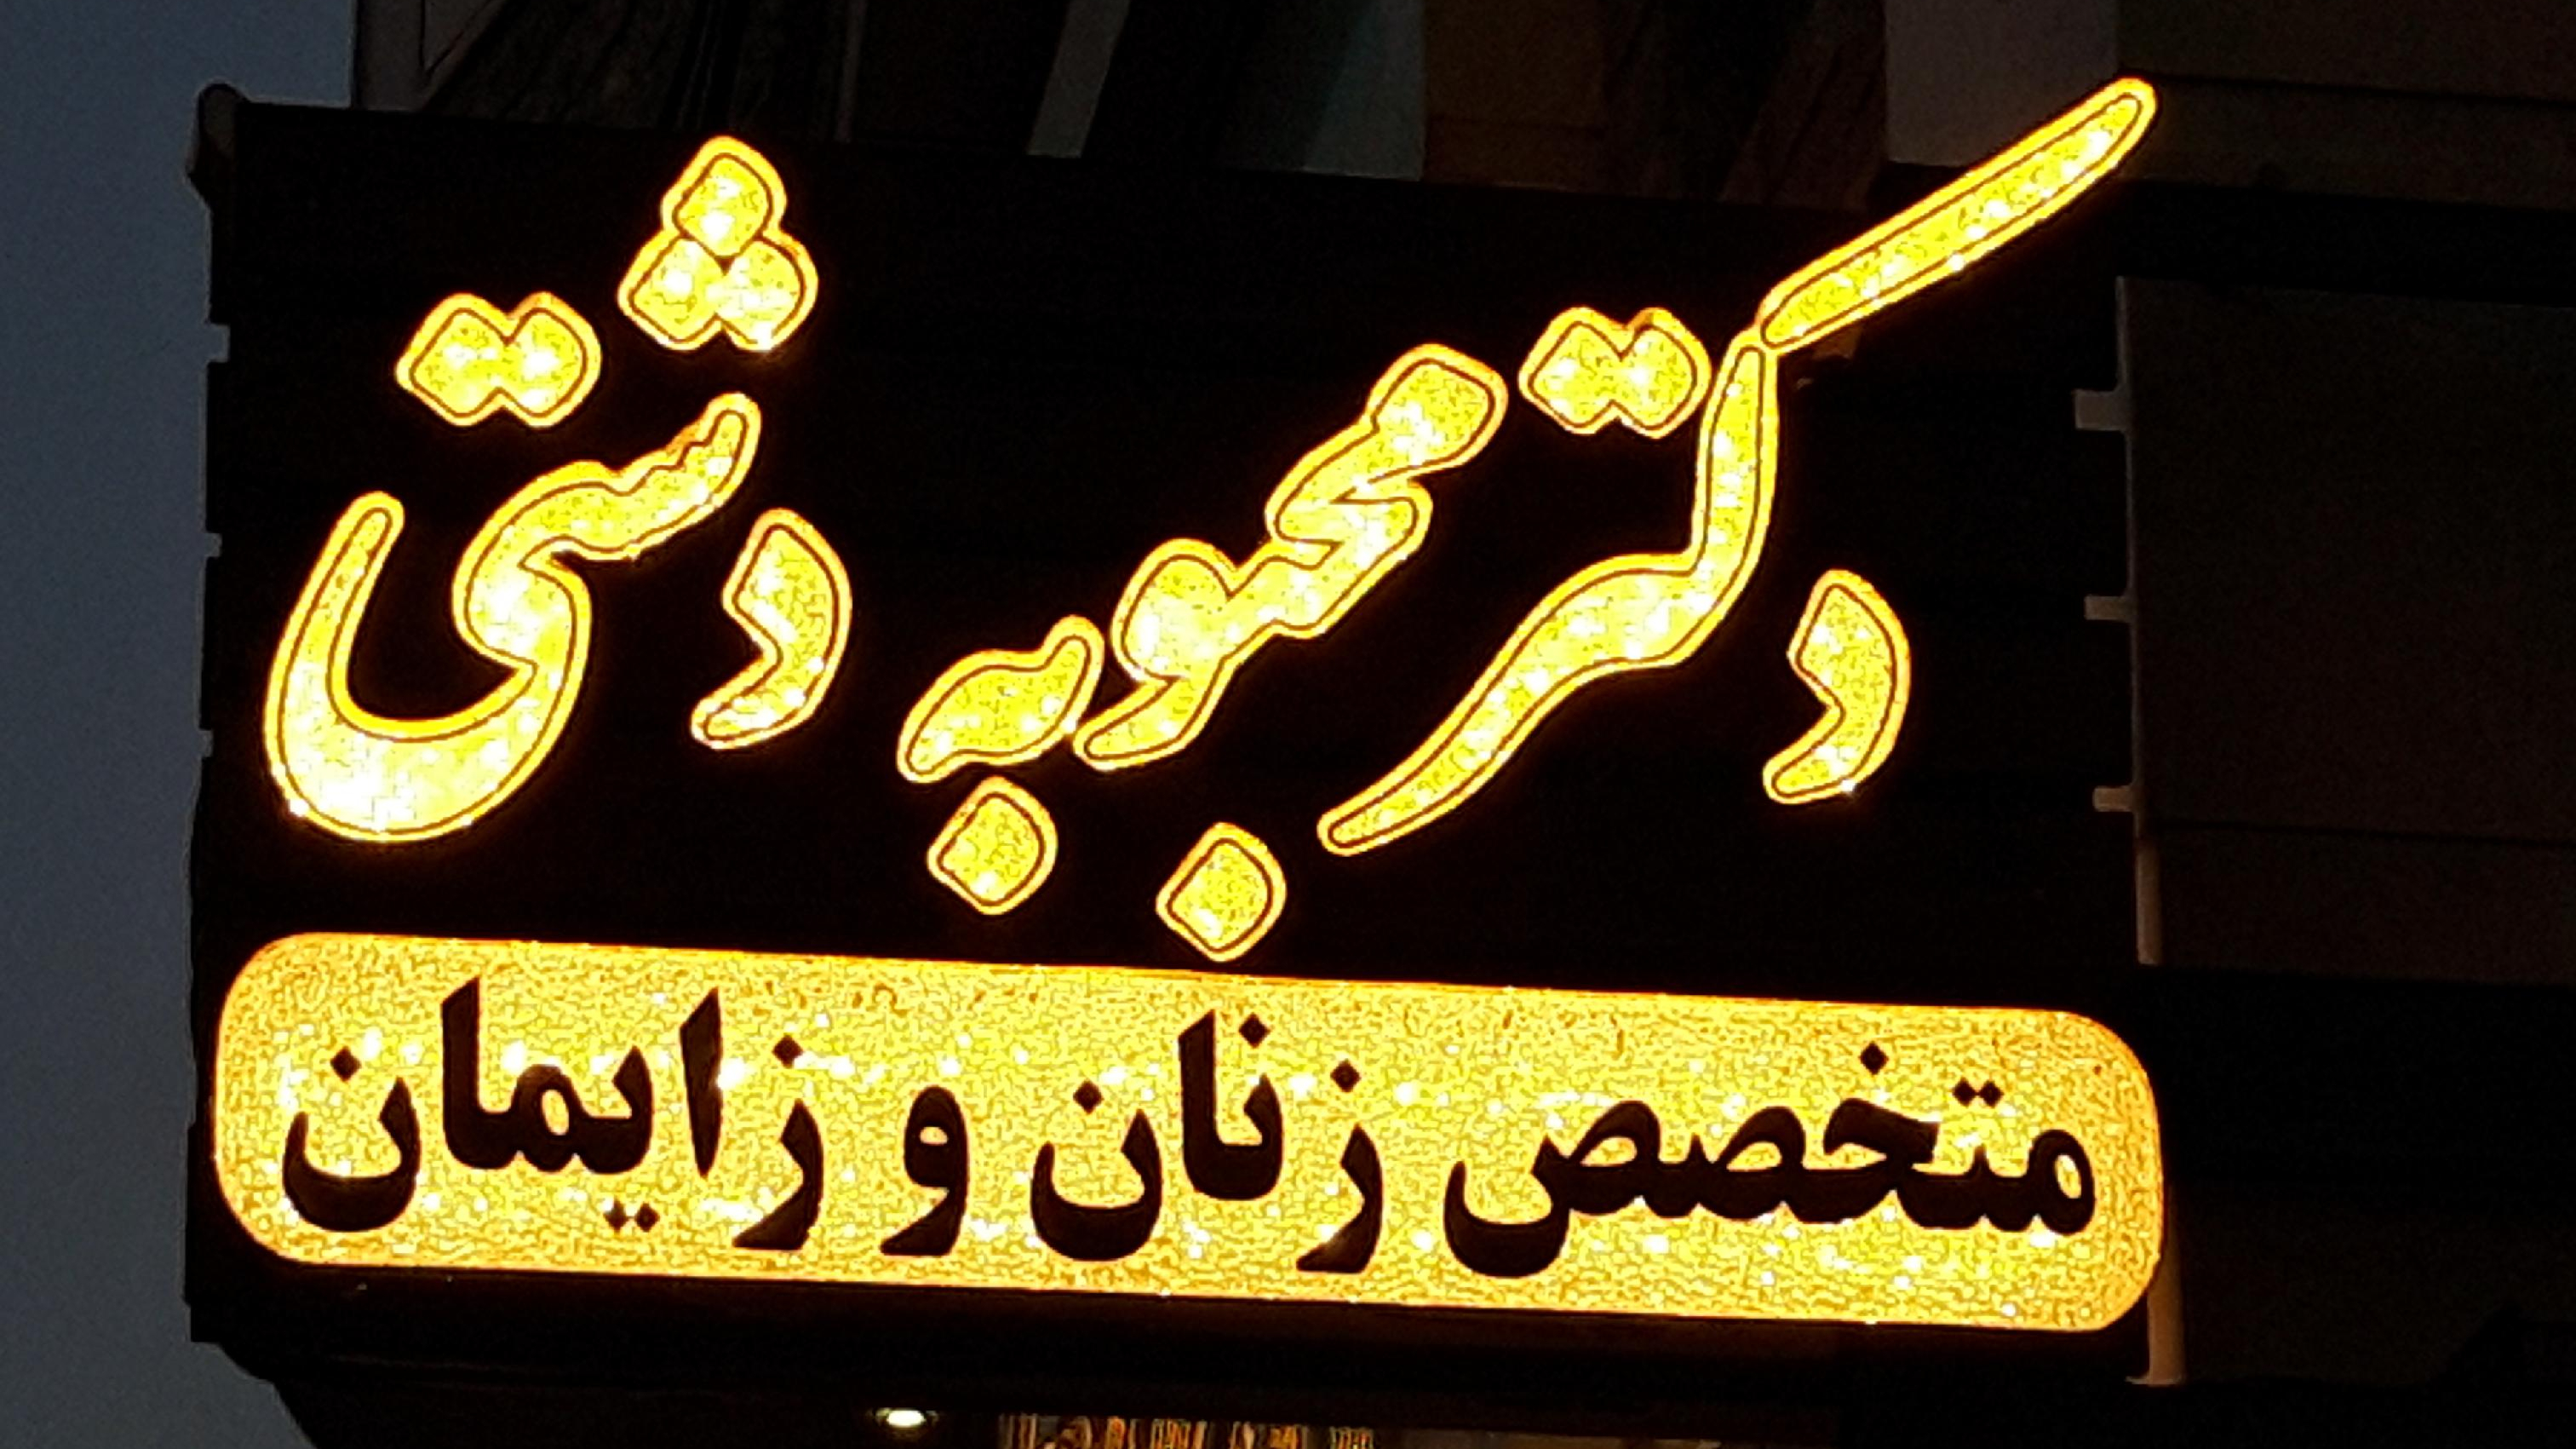 دکتر محبوبه دشتی
متخصص زنان و زایمان